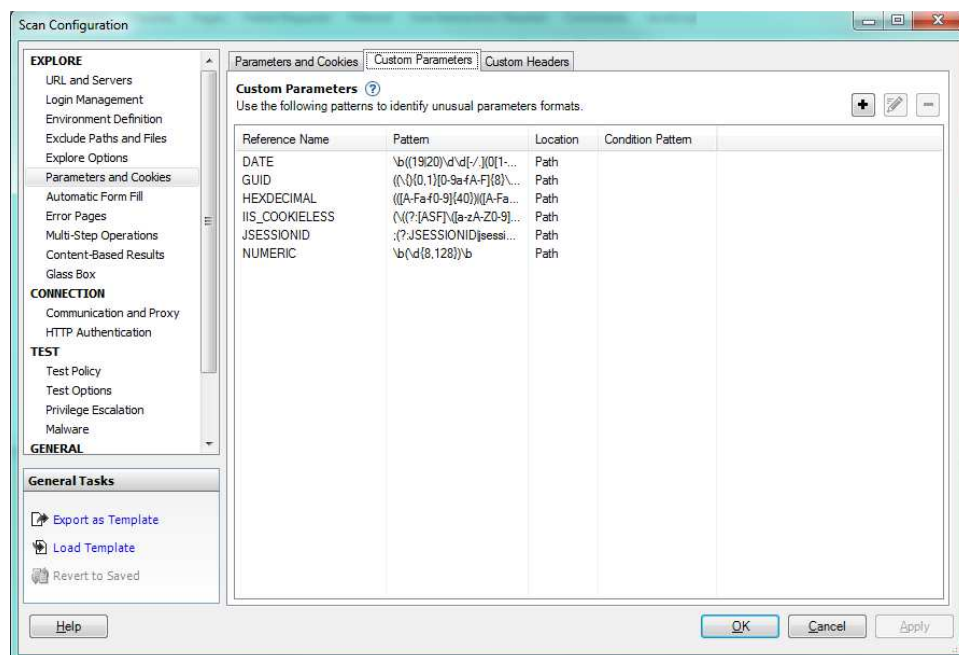 Scan Configuration
EXPLORE
URL and Servers
Login Management
Environment Definition
Exclude Paths and Files
Explore Options
Parameters and Cookies
Automatic Form Fill
Error Pages
Multi-Step Operations
Content-Based Results
Glass Box
CONNECTION
Communication and Proxy
HTTP Authentication
TEST
Test Policy
Test Options
Privilege Escalation
Malware
GENERAL
General Tasks
Export as Template
Load Template
Revert to Saved
Parameters and Cookies Custom Parameters Custom Headers
Custom Parameters ?
Use the following patterns to identify unusual parameters formats.
Reference Name Pattern Location Condition Pattern
DATE \b((19|20)\d\d[-/.](0[1-... Path
GUID ((\{){0,1}[0-9a-fA-F]{8}\... Path
HEXDECIMAL (([A-Fa-f0-9]{40})|([A-Fa... Path
IIS_COOKIELESS (\((?:[ASF]\([a-zA-Z0-9]... Path
JSESSIONID ;(?:JSESSIONID|jsessi... Path
NUMERIC \b(\d{8,128})\b Path
Help OK Cancel Apply